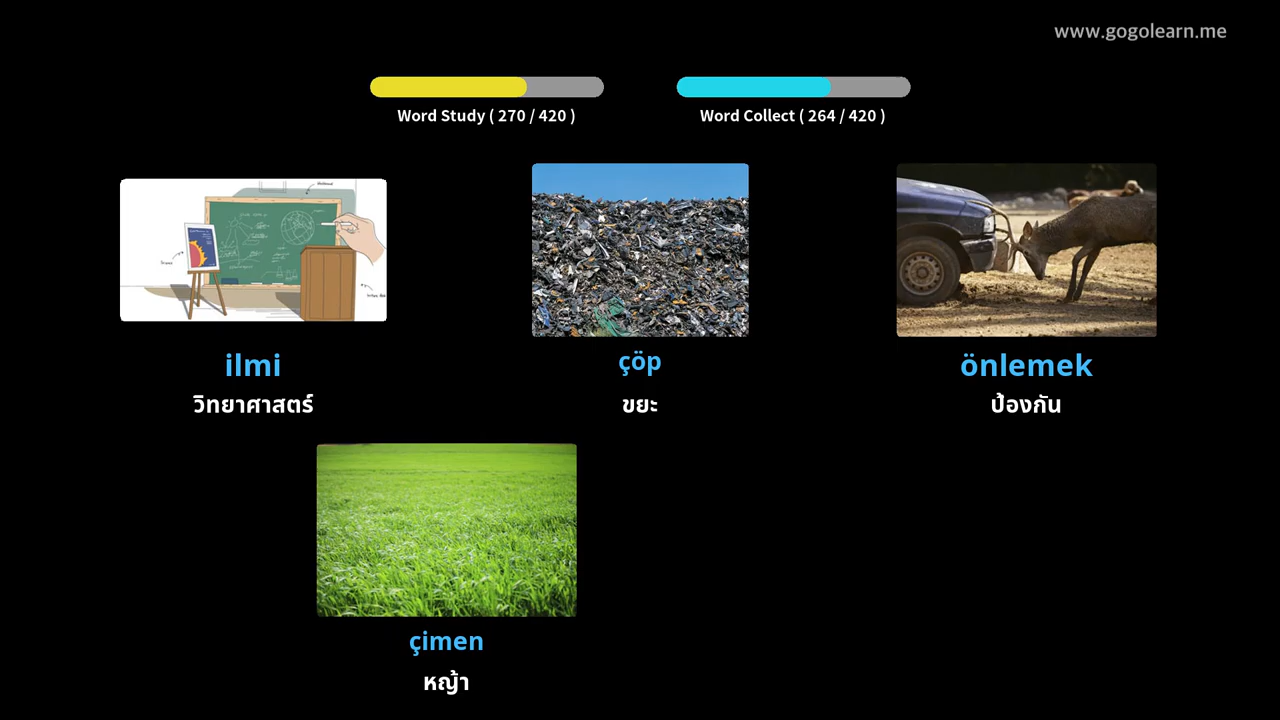 www.gogolearn.me
Word Study ( 270 / 420 )
Word Collect ( 264 / 420 )
ilmi
วิทยาศาสตร์
çöp
ขยะ
önlemek
ป้องกัน
çimen
หญ้า